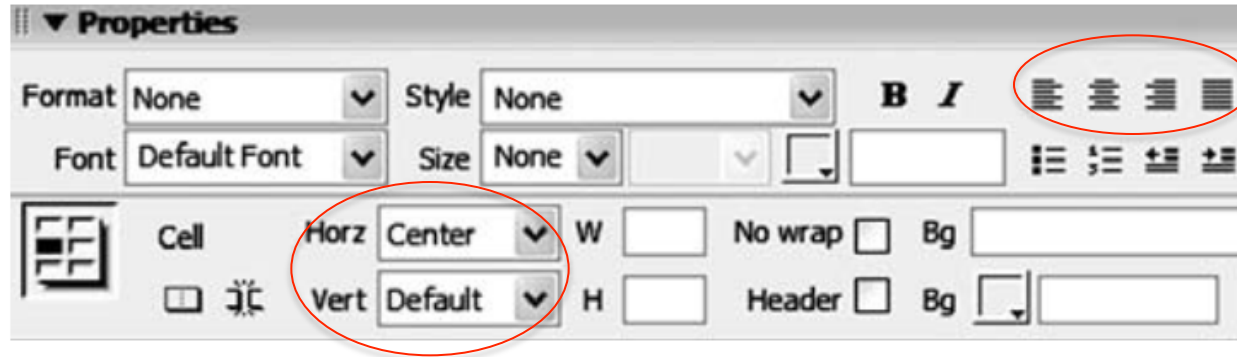 Properties
Format None Style None B I
Font Default Font Size None
Cell Horz Center W No wrap Bg
Vert Default H Header Bg